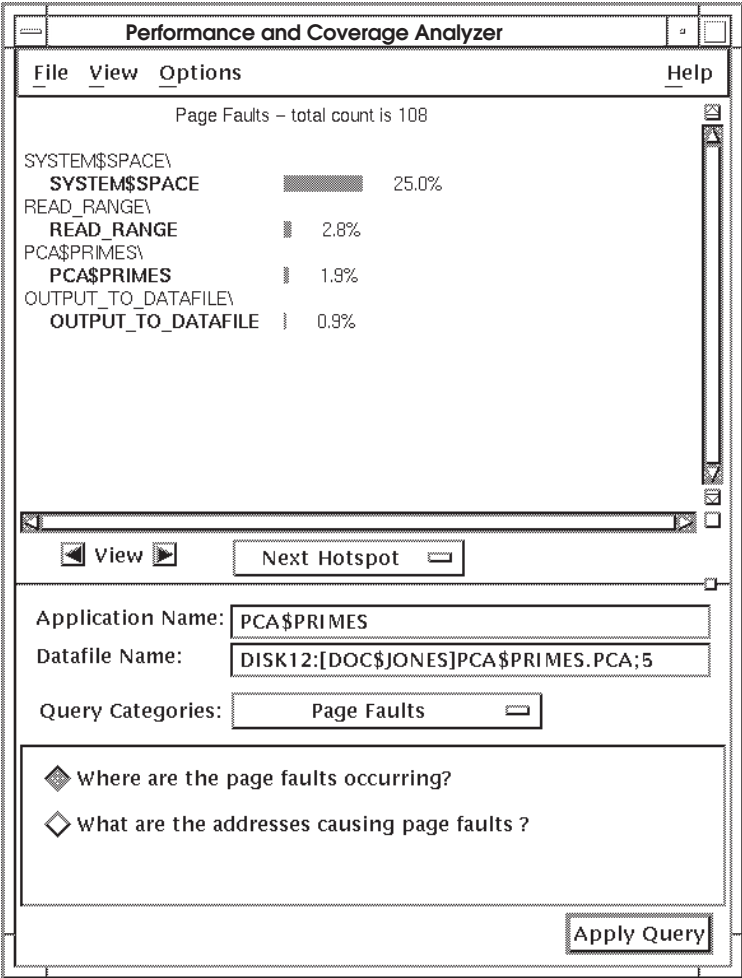 Performance and Coverage Analyzer
File View Options Help
Page Faults – total count is 108
SYSTEM$SPACE\
SYSTEM$SPACE 25.0%
READ_RANGE\
READ_RANGE 2.8%
PCA$PRIMES\
PCA$PRIMES 1.9%
OUTPUT_TO_DATAFILE\
OUTPUT_TO_DATAFILE 0.9%
View Next Hotspot
Application Name: PCA$PRIMES
Datafile Name: DISK12:[DOC$JONES]PCA$PRIMES.PCA;5
Query Categories: Page Faults
Where are the page faults occurring?
What are the addresses causing page faults ?
Apply Query